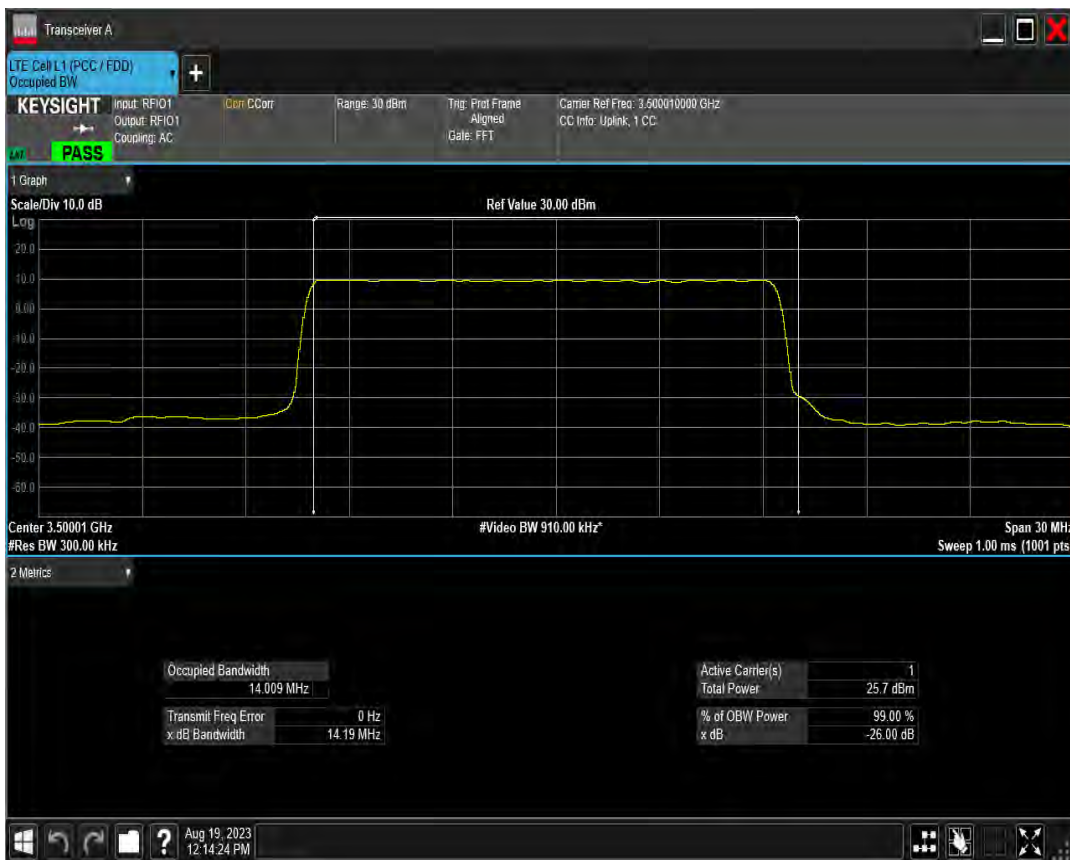 Transceiver A
LTE Cell L1 (PCC / FDD)
Occupied BW
KEYSIGHT
Input: RFIO1
Output: RFIO1
Coupling: AC
Corr CCorr
Range: 30 dBm
Trig: Prot Frame
Aligned
Gate: FFT
Carrier Ref Freq: 3.500010000 GHz
CC Info: Uplink, 1 CC
PASS
1 Graph
Scale/Div 10.0 dB
Ref Value 30.00 dBm
Log
20.0
10.0
0.00
-10.0
-20.0
-30.0
-40.0
-50.0
-60.0
Center 3.50001 GHz
#Video BW 910.00 kHz*
Span 30 MHz
#Res BW 300.00 kHz
Sweep 1.00 ms (1001 pts
2 Metrics
Occupied Bandwidth
14.009 MHz
Transmit Freq Error 0 Hz
x dB Bandwidth 14.19 MHz
Active Carrier(s) 1
Total Power 25.7 dBm
% of OBW Power 99.00 %
x dB -26.00 dB
Aug 19, 2023
12:14:24 PM